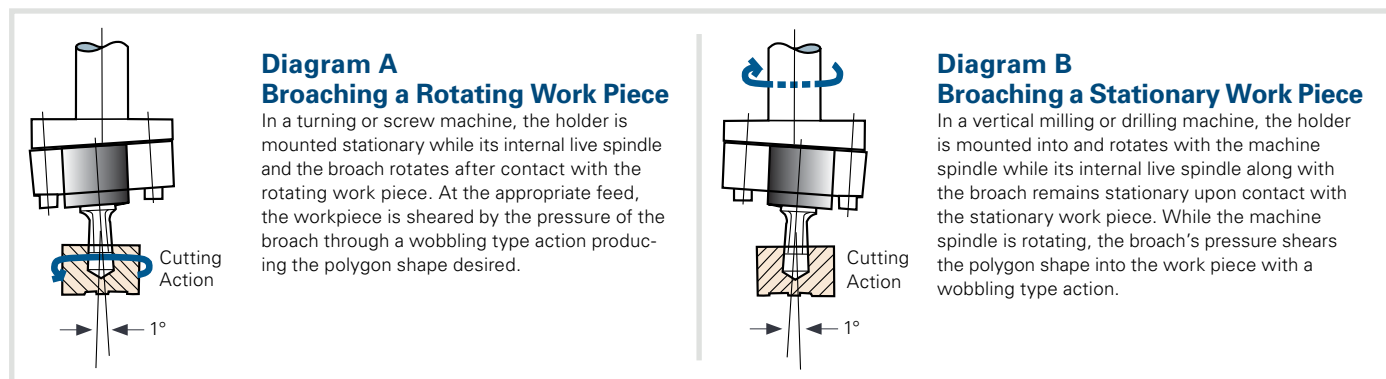 Diagram A
Broaching a Rotating Work Piece
In a turning or screw machine, the holder is
mounted stationary while its internal live spindle
and the broach rotates after contact with the
rotating work piece. At the appropriate feed,
the workpiece is sheared by the pressure of the
broach through a wobbling type action produc-
ing the polygon shape desired.
Cutting
Action
1°
Diagram B
Broaching a Stationary Work Piece
In a vertical milling or drilling machine, the holder
is mounted into and rotates with the machine
spindle while its internal live spindle along with
the broach remains stationary upon contact with
the stationary work piece. While the machine
spindle is rotating, the broach’s pressure shears
the polygon shape into the work piece with a
wobbling type action.
Cutting
Action
1°